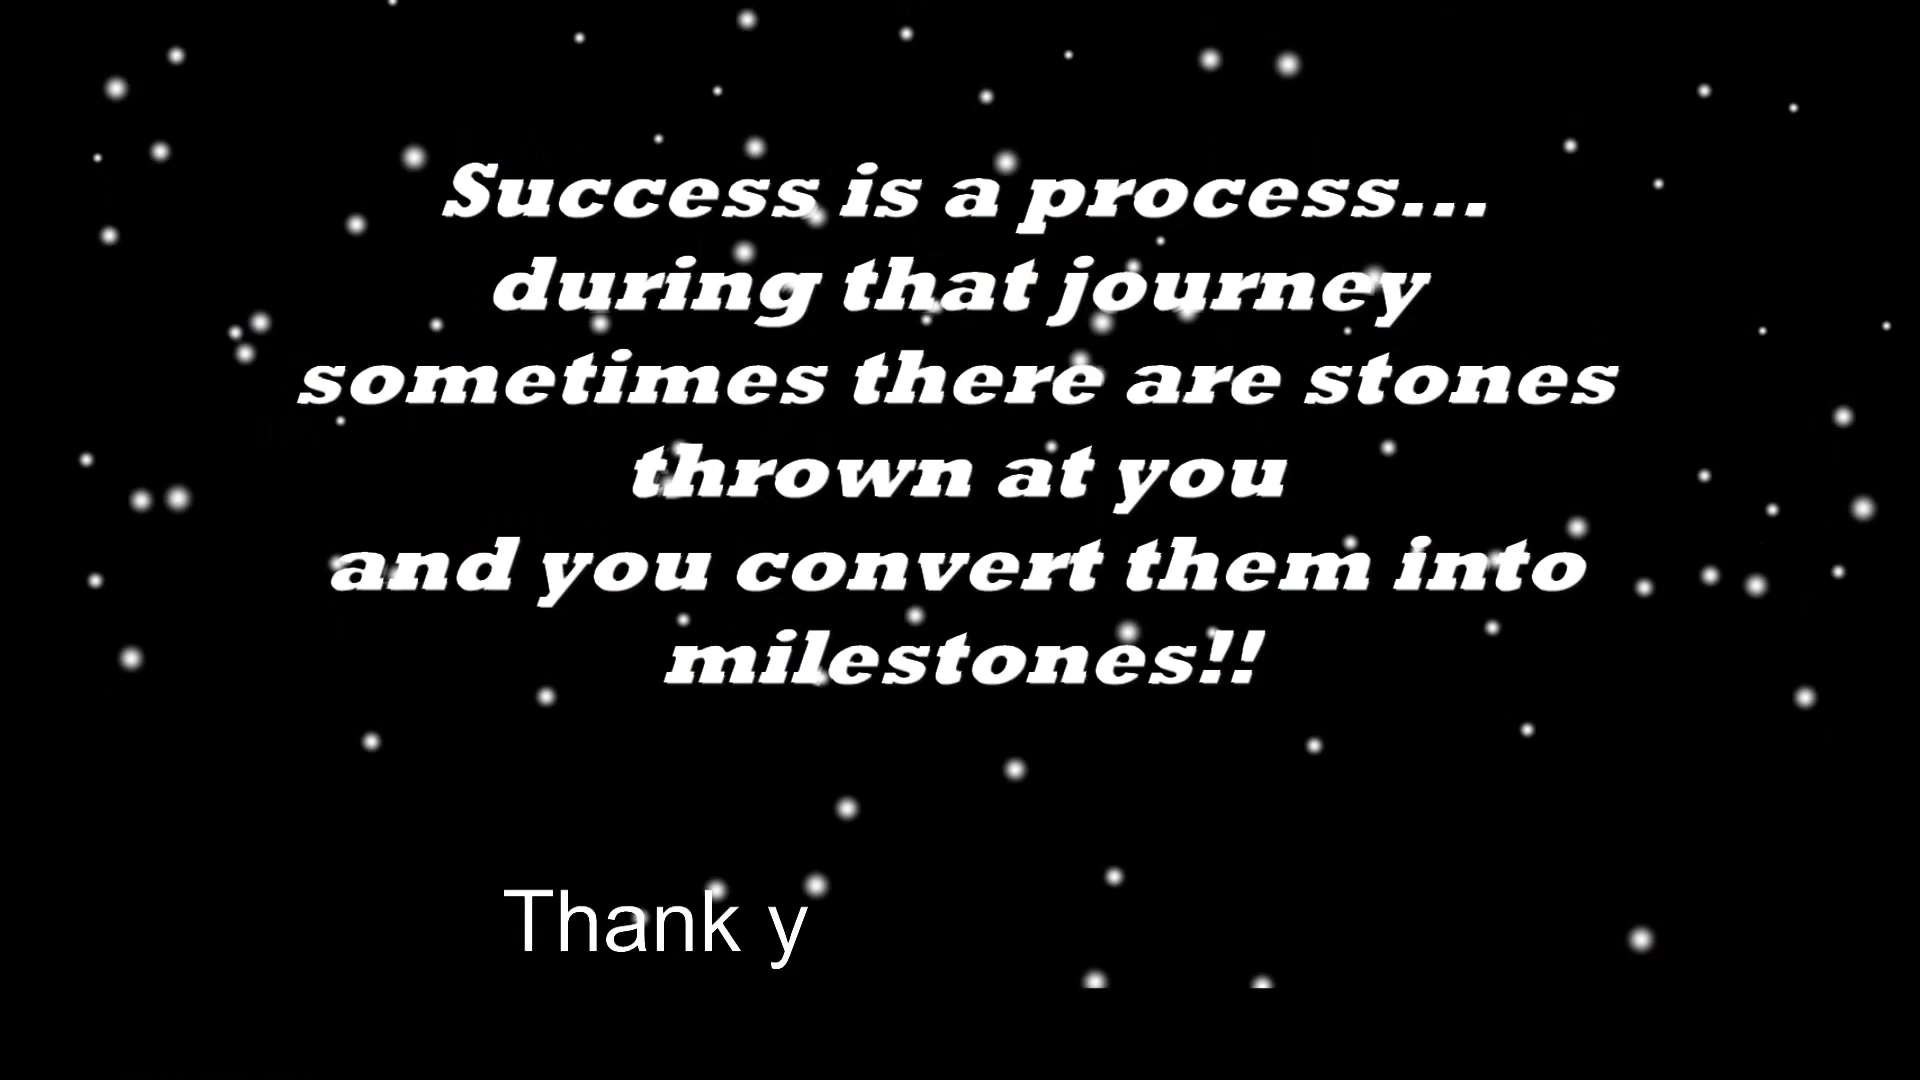 Success is a process...
during that journey
sometimes there are stones
thrown at you
and you convert them into
milestones!!
Thank y